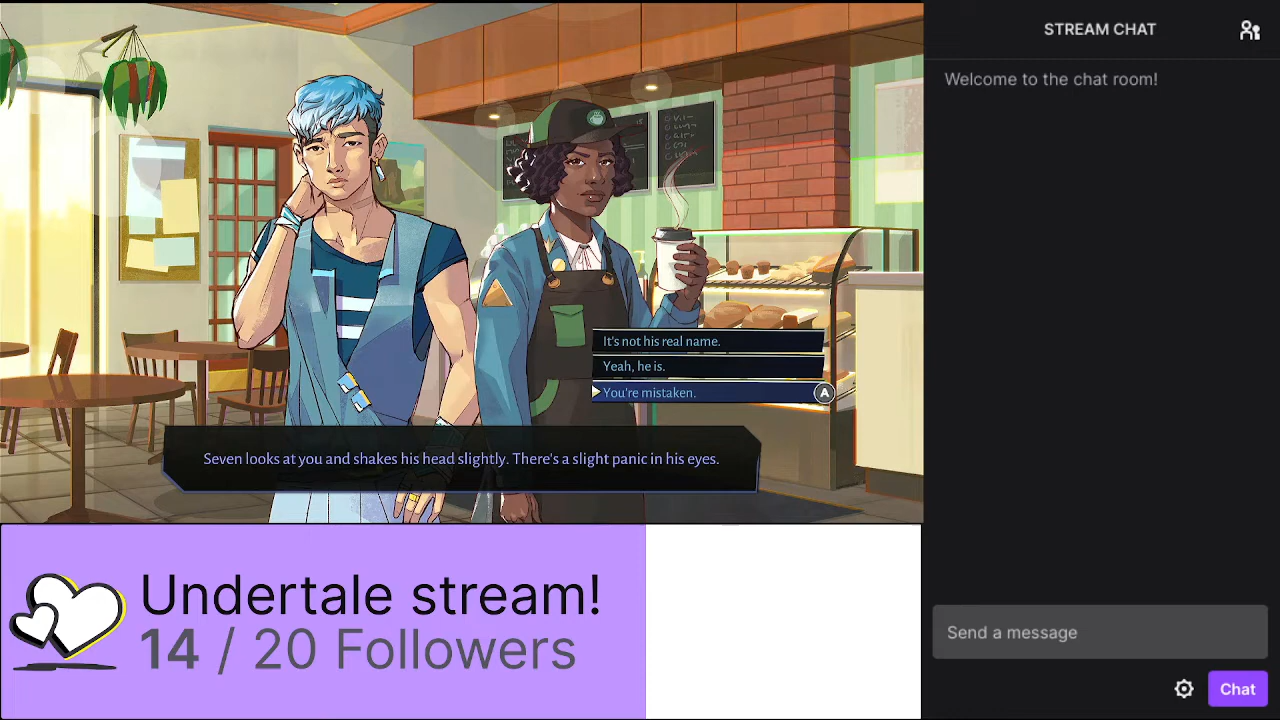 STREAM CHAT
Welcome to the chat room!
It's not his real name.
Yeah, he is.
You're mistaken.
A
Seven looks at you and shakes his head slightly. There's a slight panic in his eyes.
Undertale stream!
14 / 20 Followers
Send a message
Chat